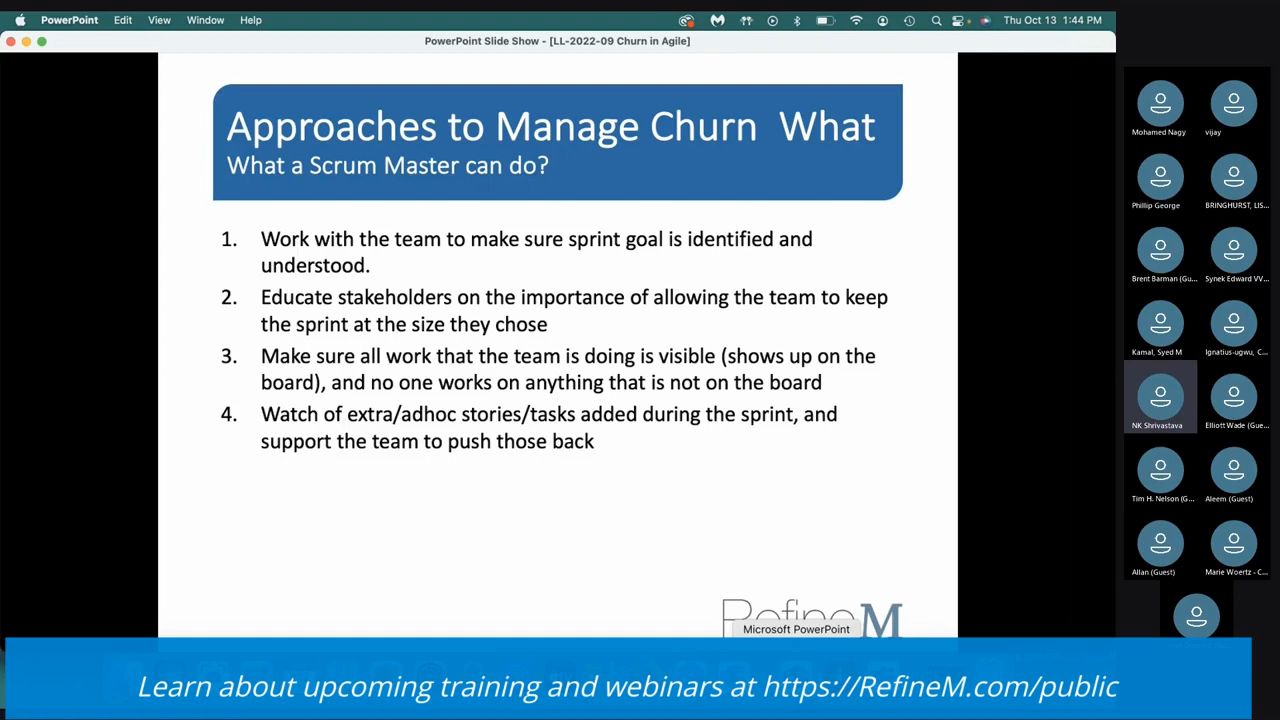 PowerPoint Edit View Window Help Thu Oct 13 1:44 PM
PowerPoint Slide Show - [LL-2022-09 Churn in Agile]
Approaches to Manage Churn What
What a Scrum Master can do?
1. Work with the team to make sure sprint goal is identified and
understood.
2. Educate stakeholders on the importance of allowing the team to keep
the sprint at the size they chose
3. Make sure all work that the team is doing is visible (shows up on the
board), and no one works on anything that is not on the board
4. Watch of extra/adhoc stories/tasks added during the sprint, and
support the team to push those back
RefineM
Microsoft PowerPoint
Mohamed Nagy vijay
Phillip George BRINGHURST, LIS...
Brent Barman (Gu... Synek Edward VV...
Kamal, Syed M Ignatius-ugwu, C...
NK Shrivastava Elliott Wade (Gue...
Tim H. Nelson (G... Aleem (Guest)
Allan (Guest) Marie Woertz - C...
Learn about upcoming training and webinars at https://RefineM.com/public